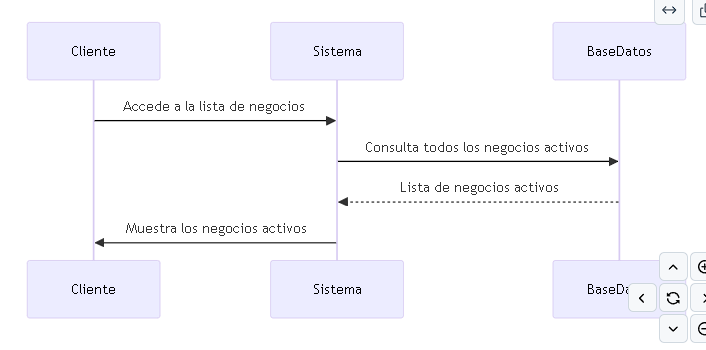 Cliente
Sistema
BaseDatos
Accede a la lista de negocios
Consulta todos los negocios activos
Lista de negocios activos
Muestra los negocios activos
Cliente
Sistema